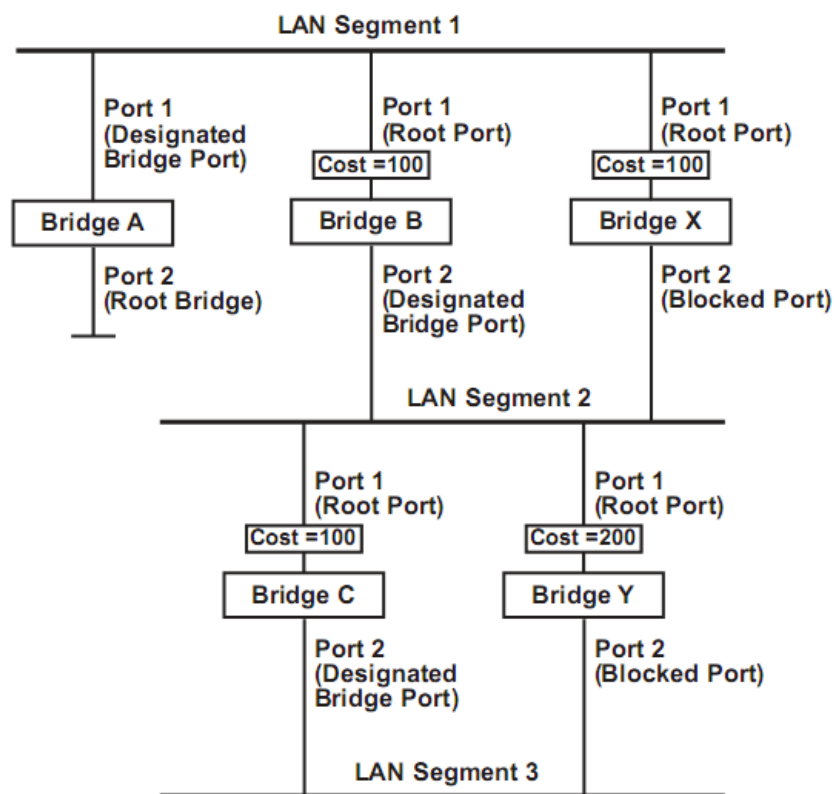 LAN Segment 1
Port 1
(Designated
Bridge Port)
Port 1
(Root Port)
Cost =100
Port 1
(Root Port)
Cost =100
Bridge A
Bridge B
Bridge X
Port 2
(Root Bridge)
Port 2
(Designated
Bridge Port)
Port 2
(Blocked Port)
LAN Segment 2
Port 1
(Root Port)
Cost =100
Port 1
(Root Port)
Cost =200
Bridge C
Bridge Y
Port 2
(Designated
Bridge Port)
Port 2
(Blocked Port)
LAN Segment 3